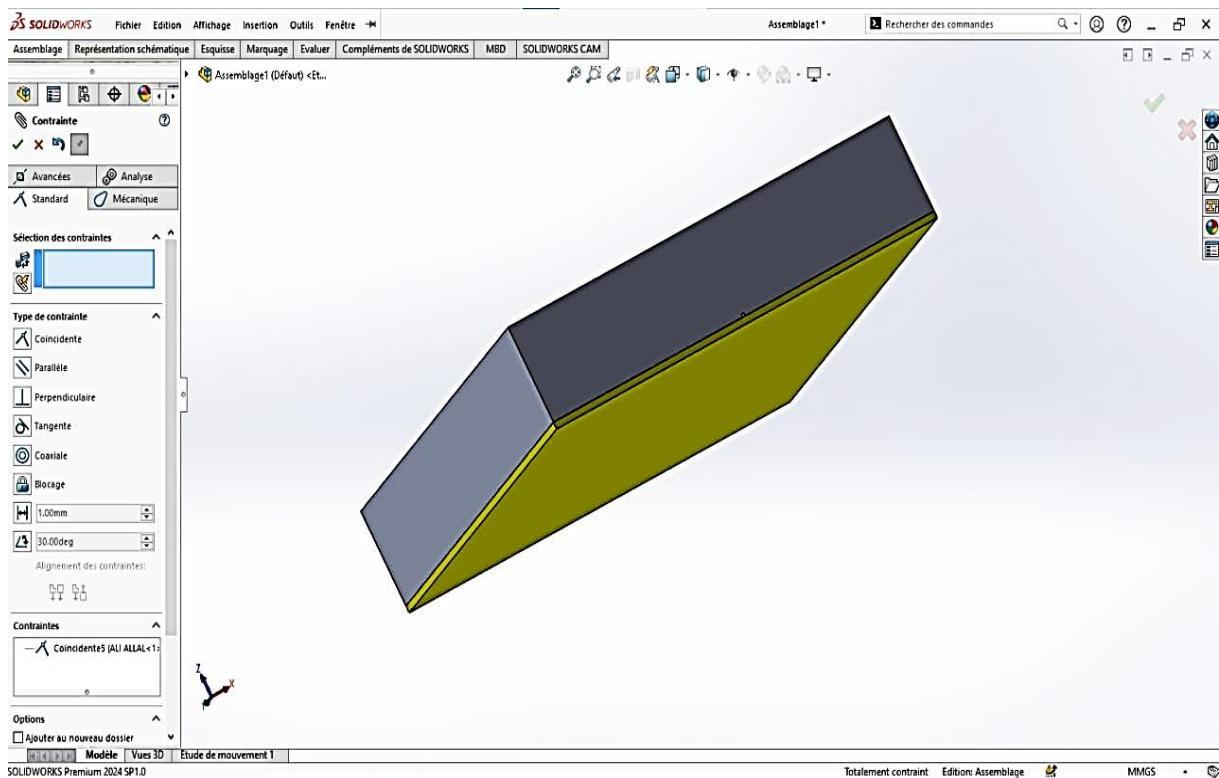 SOLIDWORKS Fichier Edition Affichage Insertion Outils Fenêtre Assemblage1 * Rechercher des commandes
Assemblage Représentation schématique Esquisse Marquage Evaluer Compléments de SOLIDWORKS MBD SOLIDWORKS CAM
Assemblage1 (Défaut) <Et...
Contrainte
Avancées Analyse
Standard Mécanique
Sélection des contraintes
Type de contrainte
Coïncidente
Parallèle
Perpendiculaire
Tangente
Coaxiale
Blocage
1.00mm
30.00deg
Alignement des contraintes:
Contraintes
Coïncidente5 (ALI ALLAL<1>
Options
Ajouter au nouveau dossier
Modèle Vues 3D Etude de mouvement 1
Z
X
SOLIDWORKS Premium 2024 SP1.0 Totalement contraint Edition: Assemblage MMGS